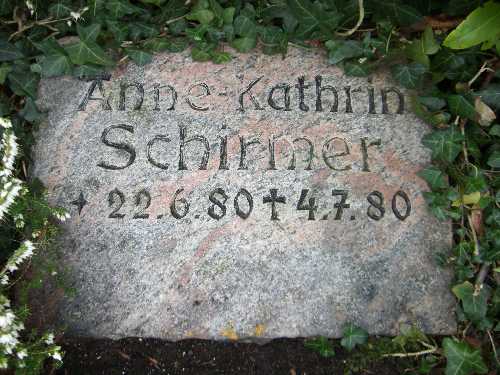 Anne-Kathrin
Schirmer
* 22.6.80 † 4.7.80